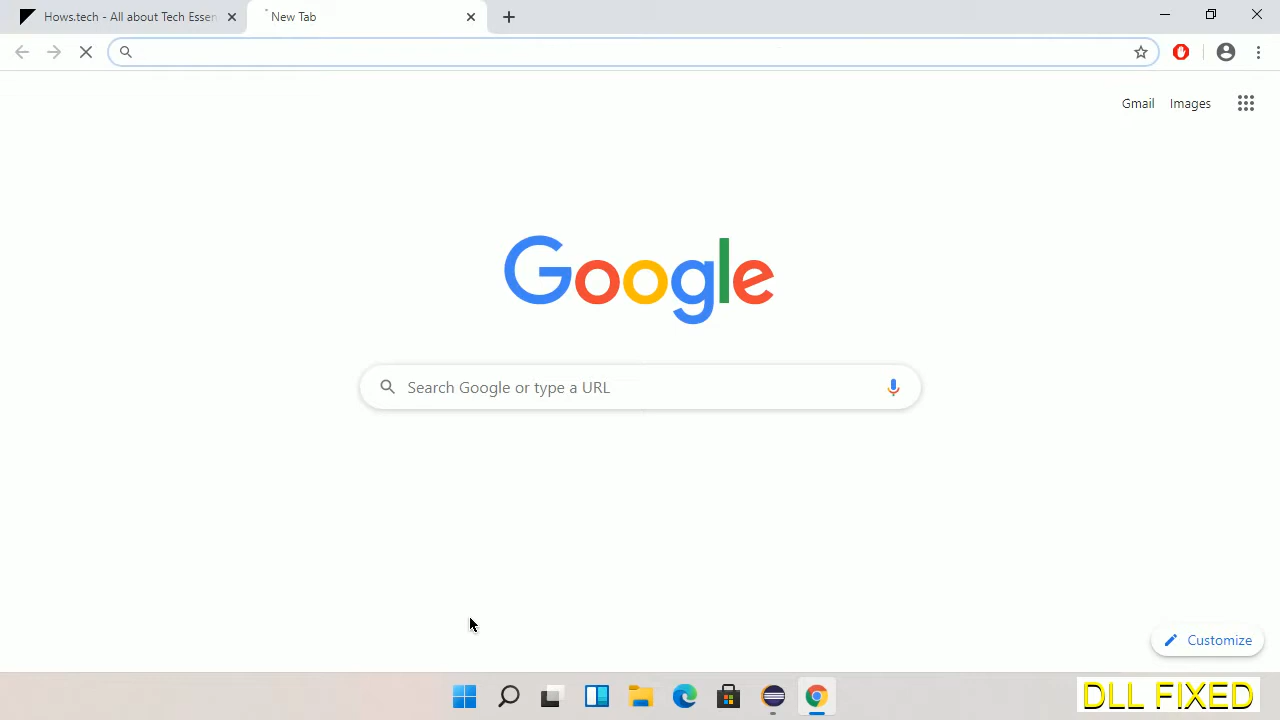 Hows.tech - All about Tech Essen
New Tab
Gmail Images
Google
Search Google or type a URL
Customize
DLL FIXED